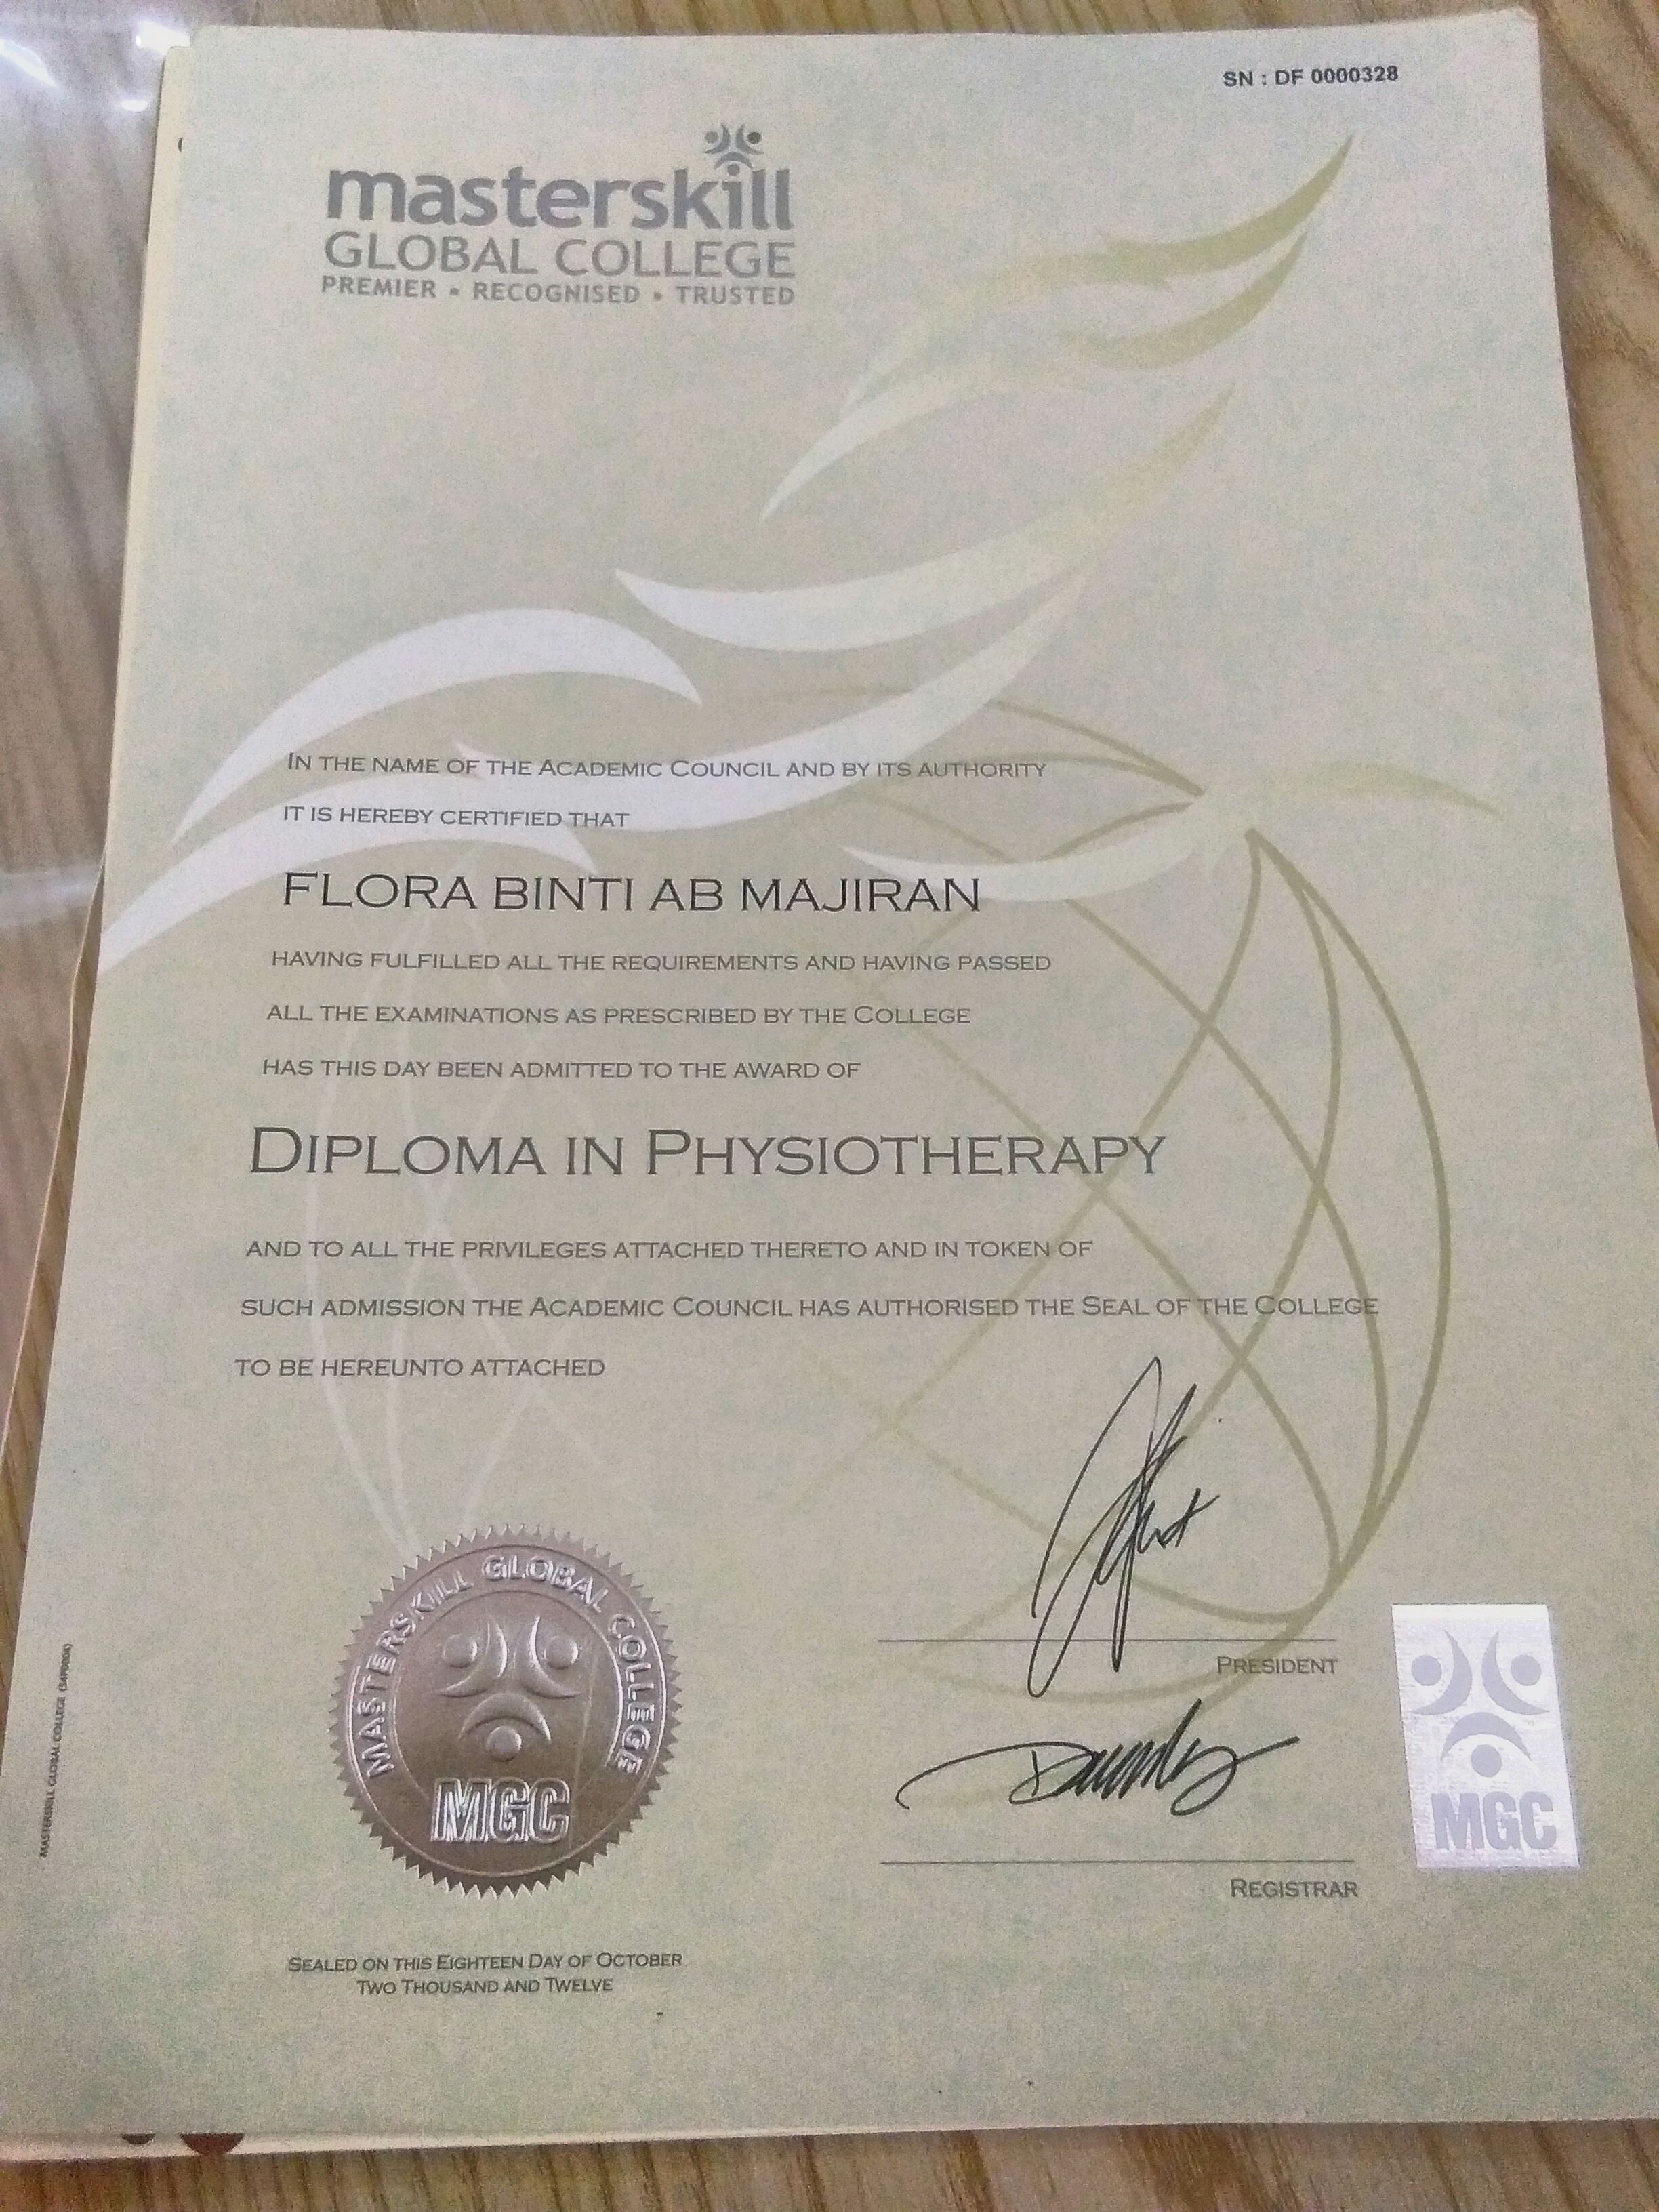 SN : DF 0000328
masterskill
GLOBAL COLLEGE
PREMIER • RECOGNISED • TRUSTED
IN THE NAME OF THE ACADEMIC COUNCIL AND BY ITS AUTHORITY
IT IS HEREBY CERTIFIED THAT
FLORA BINTI AB MAJIRAN
HAVING FULFILLED ALL THE REQUIREMENTS AND HAVING PASSED
ALL THE EXAMINATIONS AS PRESCRIBED BY THE COLLEGE
HAS THIS DAY BEEN ADMITTED TO THE AWARD OF
DIPLOMA IN PHYSIOTHERAPY
AND TO ALL THE PRIVILEGES ATTACHED THERETO AND IN TOKEN OF
SUCH ADMISSION THE ACADEMIC COUNCIL HAS AUTHORISED THE SEAL OF THE COLLEGE
TO BE HEREUNTO ATTACHED
MASTERSKILL GLOBAL COLLEGE
MGC
PRESIDENT
REGISTRAR
MGC
SEALED ON THIS EIGHTEEN DAY OF OCTOBER
TWO THOUSAND AND TWELVE
MASTERSKILL GLOBAL COLLEGE